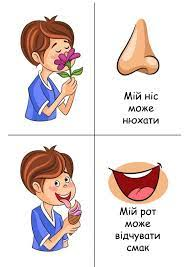 Мій ніс
може
нюхати
Мій рот
може
відчувати
смак